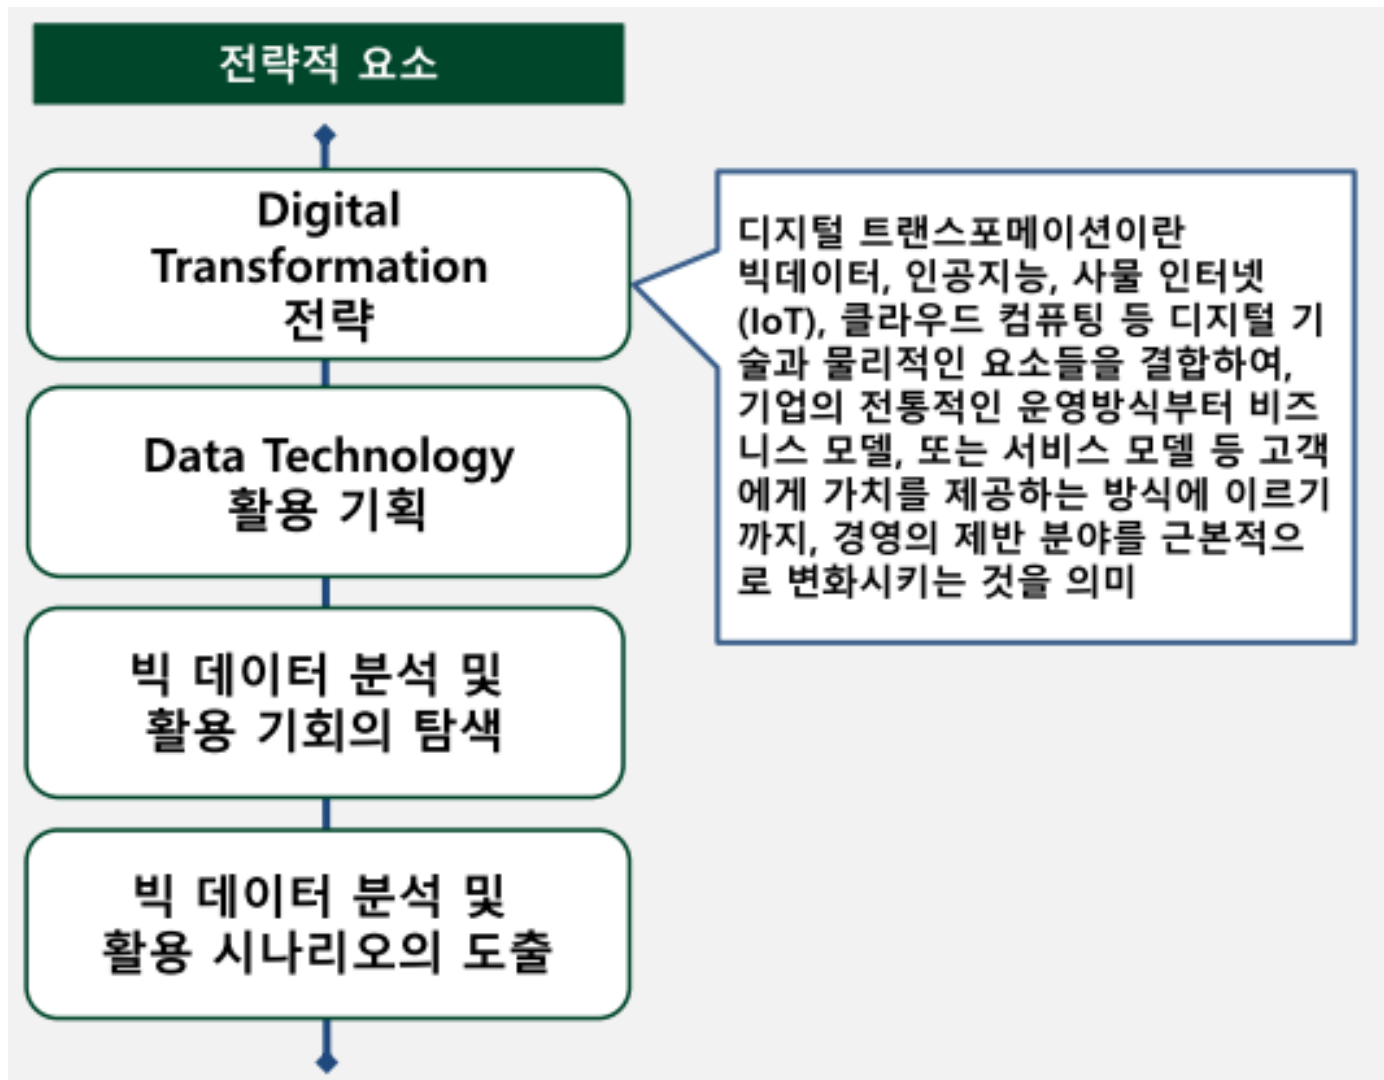 전략적 요소
Digital
Transformation
전략
디지털 트랜스포메이션이란
빅데이터, 인공지능, 사물 인터넷
(IoT), 클라우드 컴퓨팅 등 디지털 기
술과 물리적인 요소들을 결합하여,
기업의 전통적인 운영방식부터 비즈
니스 모델, 또는 서비스 모델 등 고객
에게 가치를 제공하는 방식에 이르기
까지, 경영의 제반 분야를 근본적으
로 변화시키는 것을 의미
Data Technology
활용 기획
빅 데이터 분석 및
활용 기회의 탐색
빅 데이터 분석 및
활용 시나리오의 도출